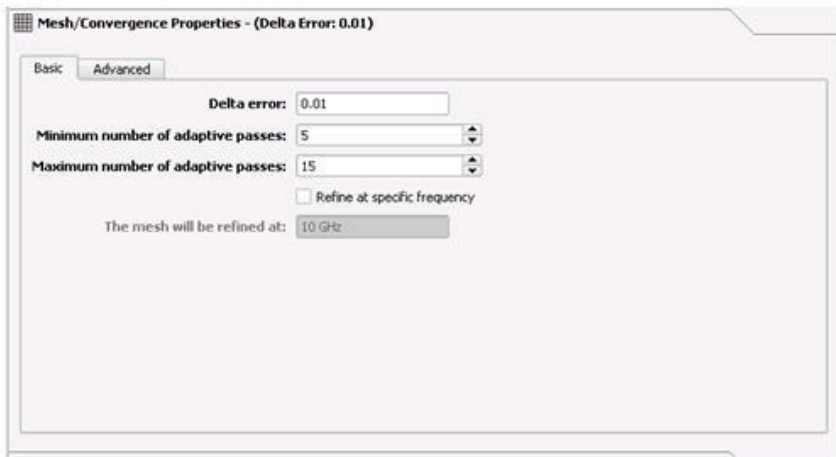 Mesh/Convergence Properties - (Delta Error: 0.01)
Basic Advanced
Delta error: 0.01
Minimum number of adaptive passes: 5
Maximum number of adaptive passes: 15
Refine at specific frequency
The mesh will be refined at: 10 GHz